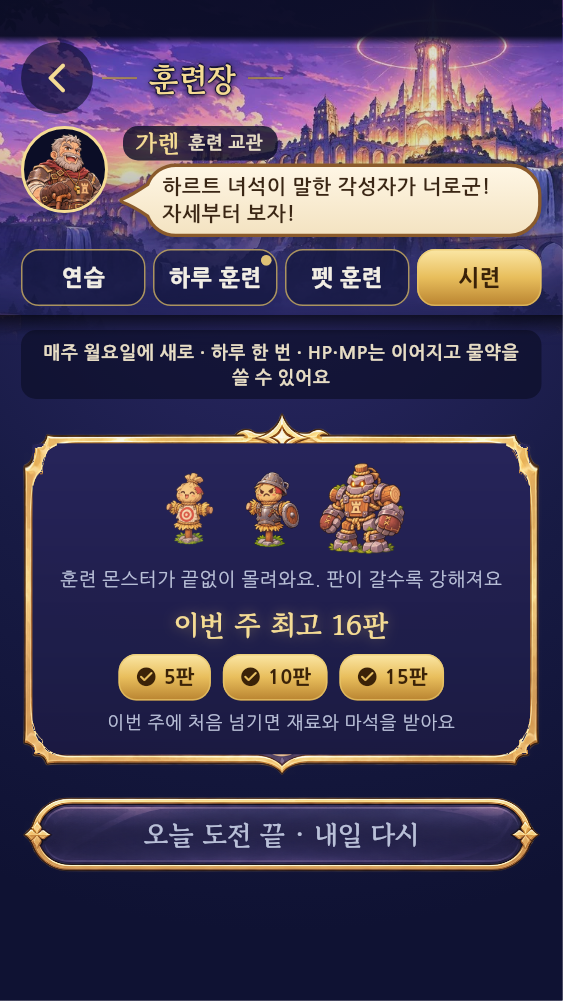 훈련장
가렌 훈련 교관
하르트 녀석이 말한 각성자가 너로군!
자세부터 보자!
연습
하루 훈련
펫 훈련
시련
매주 월요일에 새로 · 하루 한 번 · HP·MP는 이어지고 물약을
쓸 수 있어요
훈련 몬스터가 끝없이 몰려와요. 판이 갈수록 강해져요
이번 주 최고 16판
5판
10판
15판
이번 주에 처음 넘기면 재료와 마석을 받아요
오늘 도전 끝 · 내일 다시